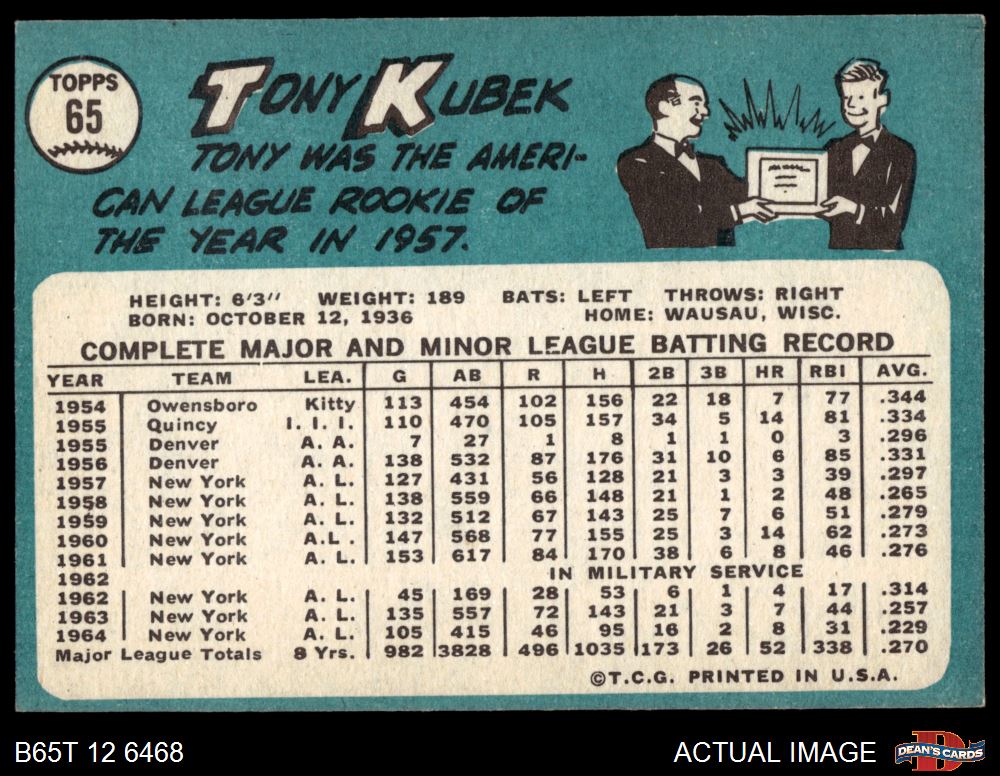 TOPPS
65
TONY KUBEK
TONY WAS THE AMERI-
CAN LEAGUE ROOKIE OF
THE YEAR IN 1957.
HEIGHT: 6'3" WEIGHT: 189 BATS: LEFT THROWS: RIGHT
BORN: OCTOBER 12, 1936 HOME: WAUSAU, WISC.
COMPLETE MAJOR AND MINOR LEAGUE BATTING RECORD
YEAR TEAM LEA. G AB R H 2B 3B HR RBI AVG.
1954 Owensboro Kitty 113 454 102 156 22 18 7 77 .344
1955 Quincy I. I. I. 110 470 105 157 34 5 14 81 .334
1955 Denver A. A. 7 27 1 8 1 1 0 3 .296
1956 Denver A. A. 138 532 87 176 31 10 6 85 .331
1957 New York A. L. 127 431 56 128 21 3 3 39 .297
1958 New York A. L. 138 559 66 148 21 1 2 48 .265
1959 New York A. L. 132 512 67 143 25 7 6 51 .279
1960 New York A.L. 147 568 77 155 25 3 14 62 .273
1961 New York A. L. 153 617 84 170 38 6 8 46 .276
1962 IN MILITARY SERVICE
1962 New York A. L. 45 169 28 53 6 1 4 17 .314
1963 New York A. L. 135 557 72 143 21 3 7 44 .257
1964 New York A. L. 105 415 46 95 16 2 8 31 .229
Major League Totals 8 Yrs. 982 3828 496 1035 173 26 52 338 .270
©T.C.G. PRINTED IN U.S.A.
B65T 12 6468 ACTUAL IMAGE DEAN'S CARDS